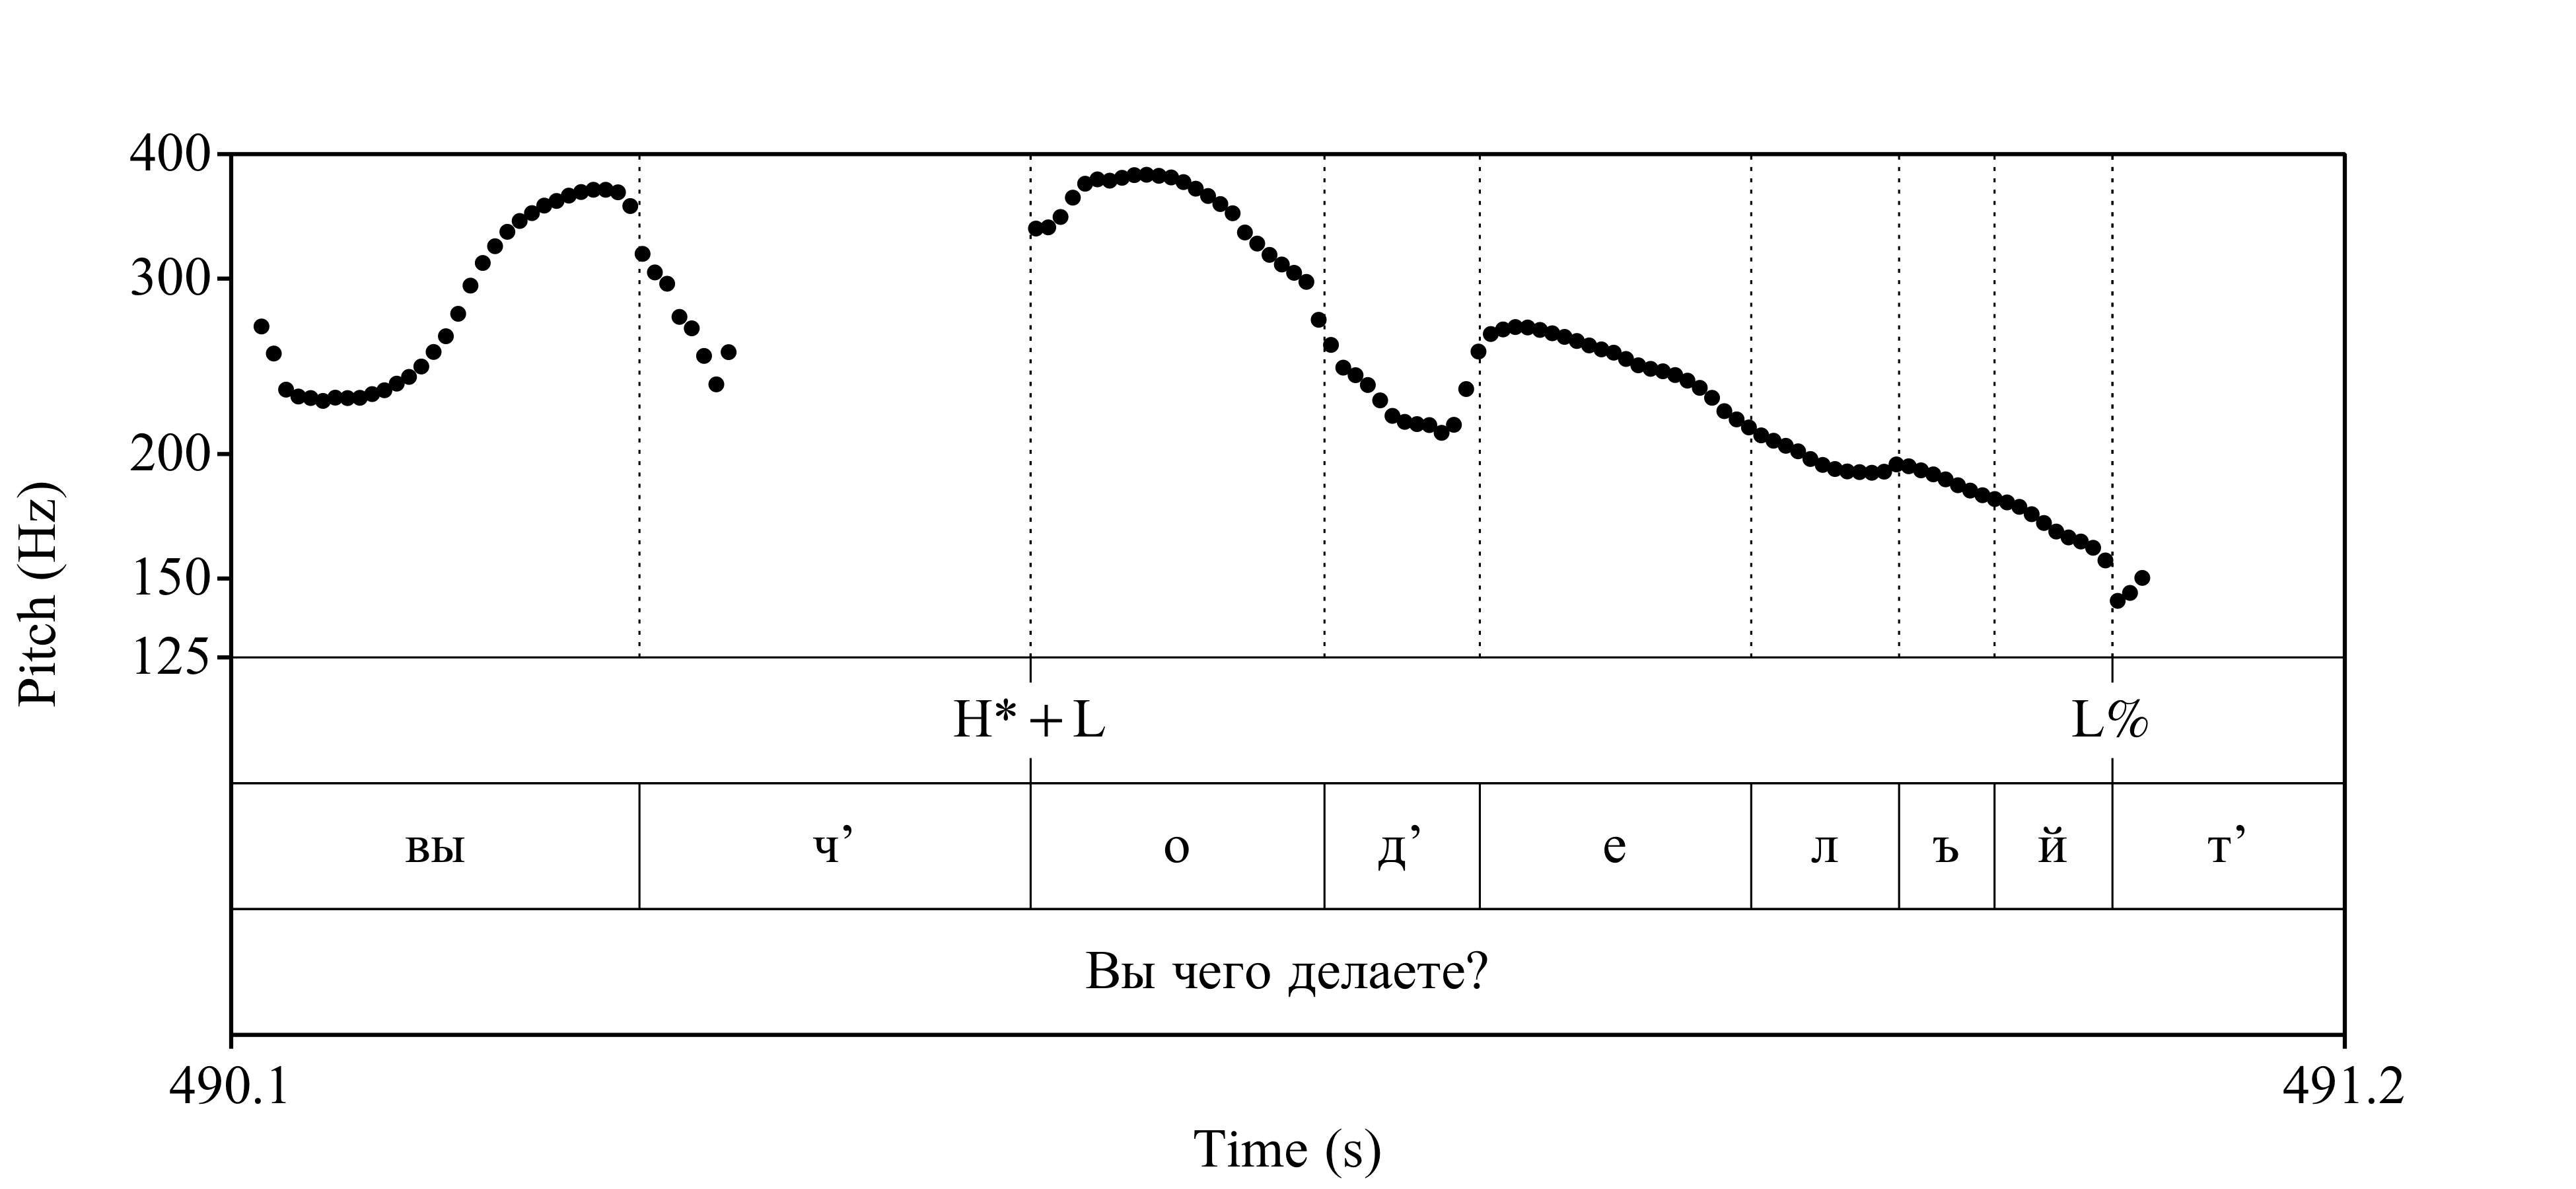 400
300
200
150
125
Pitch (Hz)
H* + L L%
вы ч’ о д’ е л ъ й т’
Вы чего делаете?
490.1 491.2
Time (s)